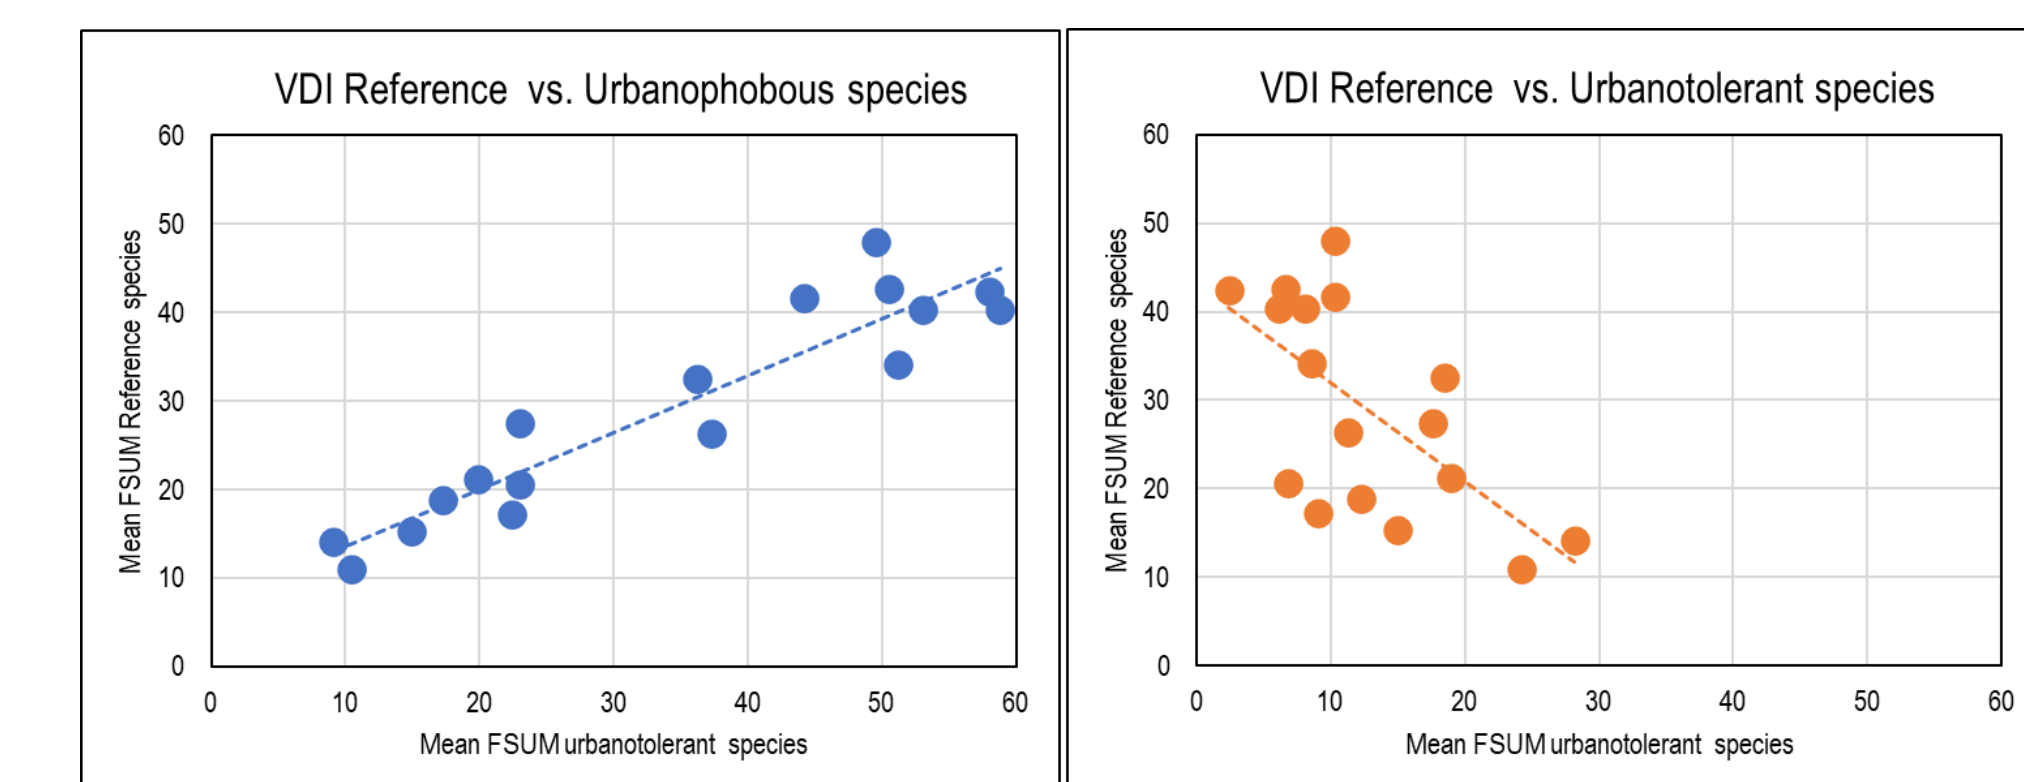 VDI Reference vs. Urbanophobous species
Mean FSUM Reference species
60
50
40
30
20
10
0
0 10 20 30 40 50 60
Mean FSUM urbanotolerant species
VDI Reference vs. Urbanotolerant species
Mean FSUM Reference species
60
50
40
30
20
10
0
0 10 20 30 40 50 60
Mean FSUM urbanotolerant species